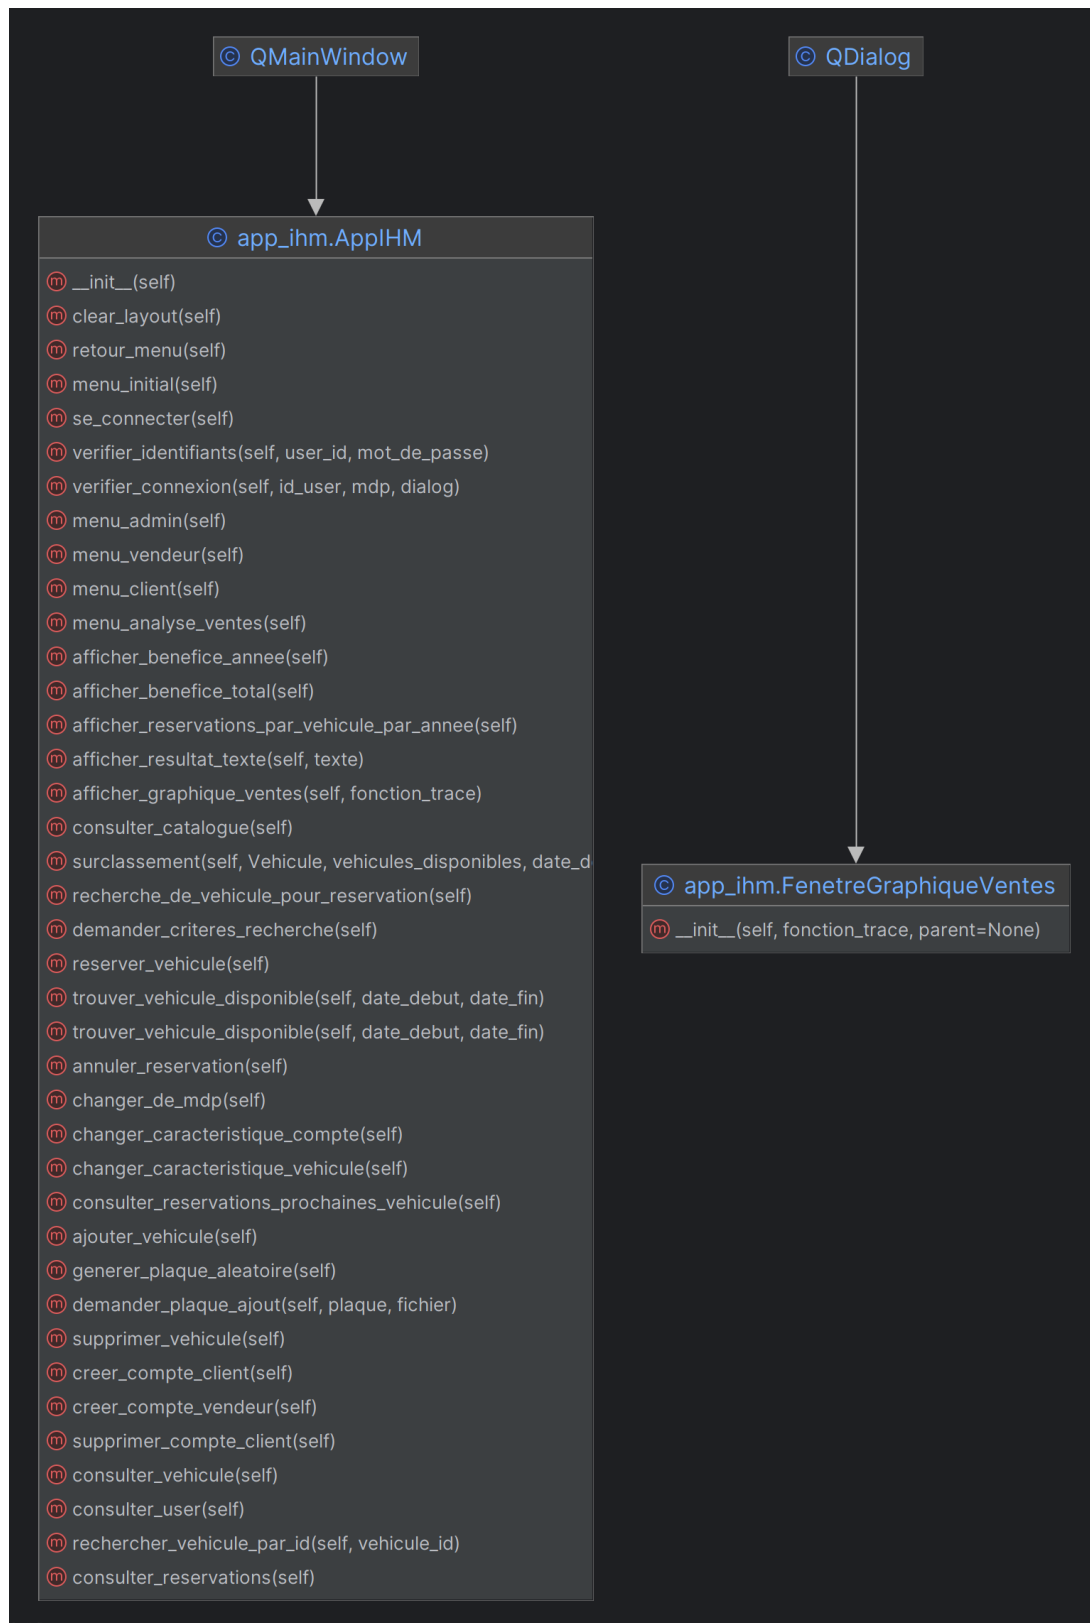 QMainWindow
QDialog
app_ihm.AppIHM
__init__(self)
clear_layout(self)
retour_menu(self)
menu_initial(self)
se_connecter(self)
verifier_identifiants(self, user_id, mot_de_passe)
verifier_connexion(self, id_user, mdp, dialog)
menu_admin(self)
menu_vendeur(self)
menu_client(self)
menu_analyse_ventes(self)
afficher_benefice_annee(self)
afficher_benefice_total(self)
afficher_reservations_par_vehicule_par_annee(self)
afficher_resultat_texte(self, texte)
afficher_graphique_ventes(self, fonction_trace)
consulter_catalogue(self)
surclassement(self, Vehicule, vehicules_disponibles, date_d
recherche_de_vehicule_pour_reservation(self)
demander_criteres_recherche(self)
reserver_vehicule(self)
trouver_vehicule_disponible(self, date_debut, date_fin)
trouver_vehicule_disponible(self, date_debut, date_fin)
annuler_reservation(self)
changer_de_mdp(self)
changer_caracteristique_compte(self)
changer_caracteristique_vehicule(self)
consulter_reservations_prochaines_vehicule(self)
ajouter_vehicule(self)
generer_plaque_aleatoire(self)
demander_plaque_ajout(self, plaque, fichier)
supprimer_vehicule(self)
creer_compte_client(self)
creer_compte_vendeur(self)
supprimer_compte_client(self)
consulter_vehicule(self)
consulter_user(self)
rechercher_vehicule_par_id(self, vehicule_id)
consulter_reservations(self)
app_ihm.FenetreGraphiqueVentes
__init__(self, fonction_trace, parent=None)